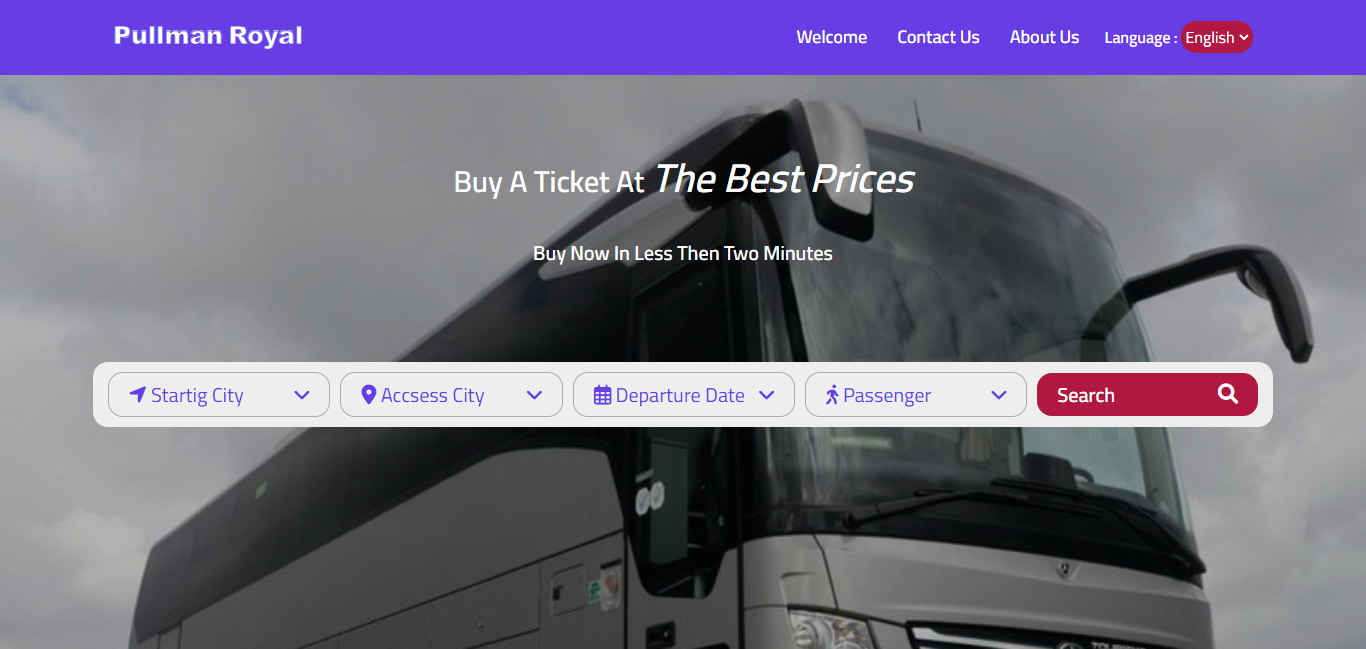 Pullman Royal
Welcome Contact Us About Us Language : English
Buy A Ticket At The Best Prices
Buy Now In Less Then Two Minutes
Startig City Accsess City Departure Date Passenger Search